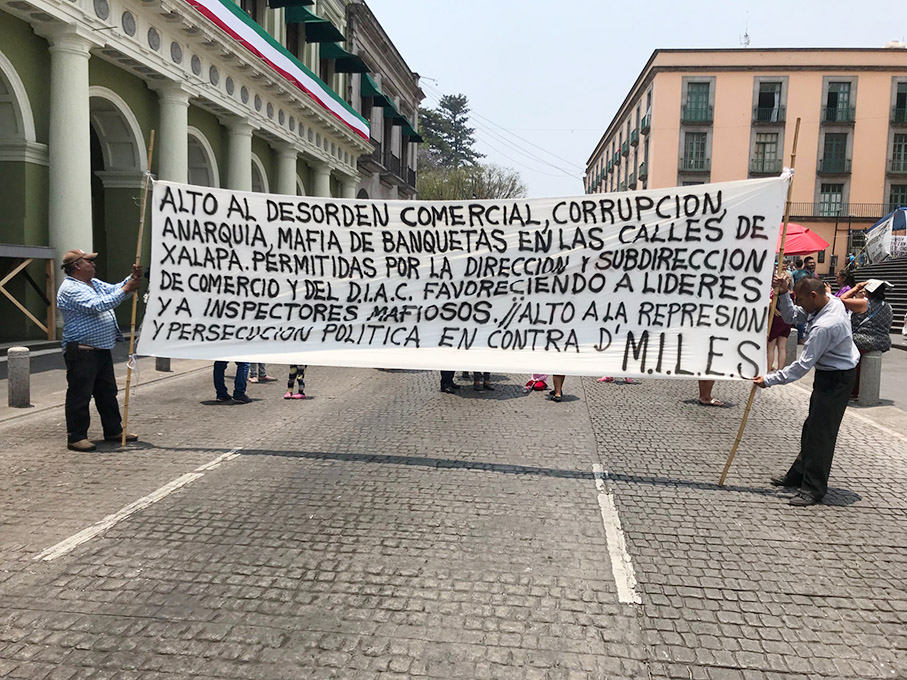 ALTO AL DESORDEN COMERCIAL, CORRUPCION,
ANARQUIA, MAFIA DE BANQUETAS EN LAS CALLES DE
XALAPA. PERMITIDAS POR LA DIRECCION Y SUBDIRECCION
DE COMERCIO Y DEL D.I.A.C. FAVORECIENDO A LIDERES
Y A INSPECTORES MAFIOSOS. ¡¡ALTO A LA REPRESION
Y PERSECUCION POLITICA EN CONTRA D' M.I.L.E.S